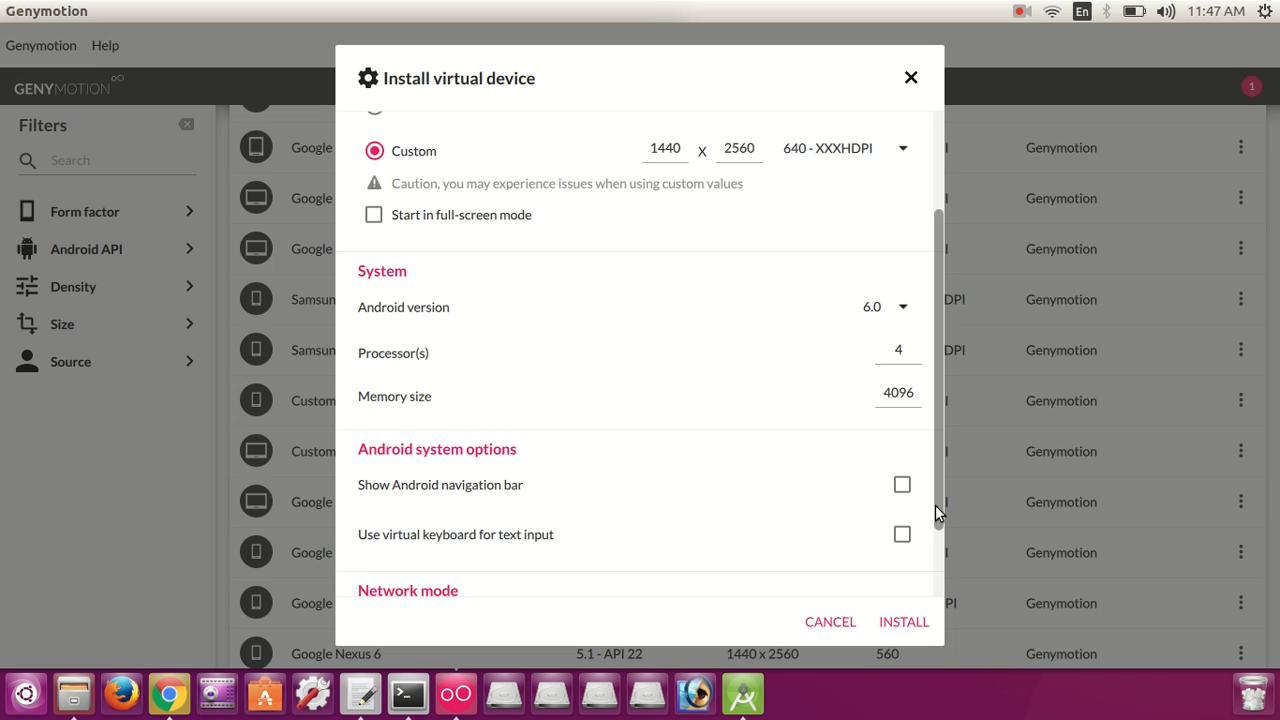 Genymotion
En
11:47 AM
Genymotion Help
GENYMOTION
1
Filters
Search
Form factor
Android API
Density
Size
Source
Install virtual device
Custom 1440 X 2560 640 - XXXHDPI
Caution, you may experience issues when using custom values
Start in full-screen mode
System
Android version 6.0
Processor(s) 4
Memory size 4096
Android system options
Show Android navigation bar
Use virtual keyboard for text input
Network mode
CANCEL INSTALL
Google I Genymotion
Google I Genymotion
Google I Genymotion
Samsun DPI Genymotion
Samsun DPI Genymotion
Custom I Genymotion
Custom I Genymotion
Google I Genymotion
Google I Genymotion
Google PI Genymotion
Google Nexus 6 5.1 - API 22 1440 x 2560 560 Genymotion